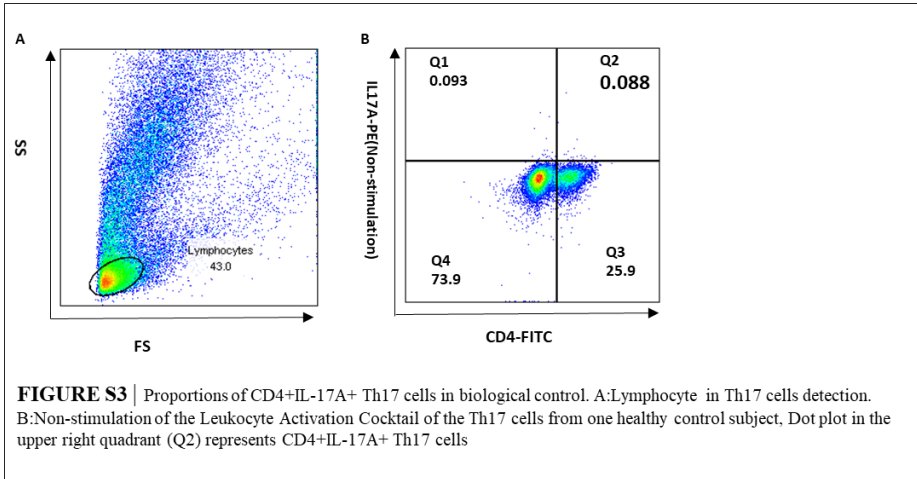 A
SS
Lymphocytes
43.0
FS
B
IL17A-PE(Non-stimulation)
Q1
0.093
Q2
0.088
Q4
73.9
Q3
25.9
CD4-FITC
FIGURE S3 | Proportions of CD4+IL-17A+ Th17 cells in biological control. A:Lymphocyte in Th17 cells detection.
B:Non-stimulation of the Leukocyte Activation Cocktail of the Th17 cells from one healthy control subject, Dot plot in the
upper right quadrant (Q2) represents CD4+IL-17A+ Th17 cells